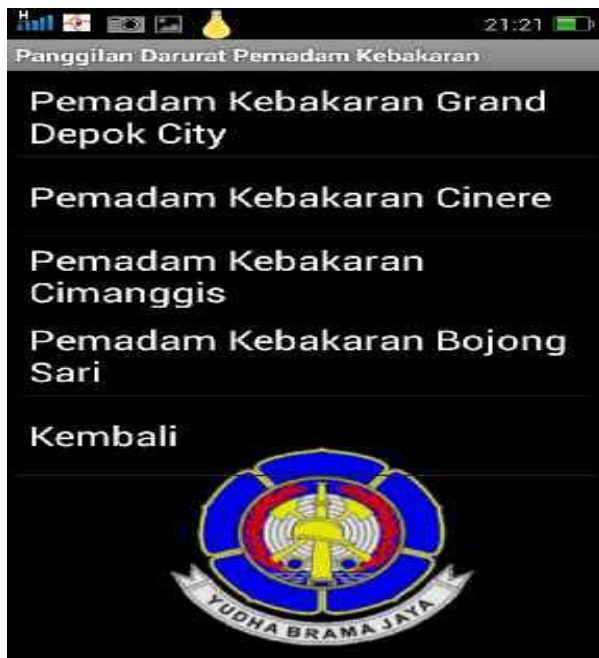 H
21:21
Panggilan Darurat Pemadam Kebakaran
Pemadam Kebakaran Grand
Depok City
Pemadam Kebakaran Cinere
Pemadam Kebakaran
Cimanggis
Pemadam Kebakaran Bojong
Sari
Kembali
YUDHA BRAMA JAYA